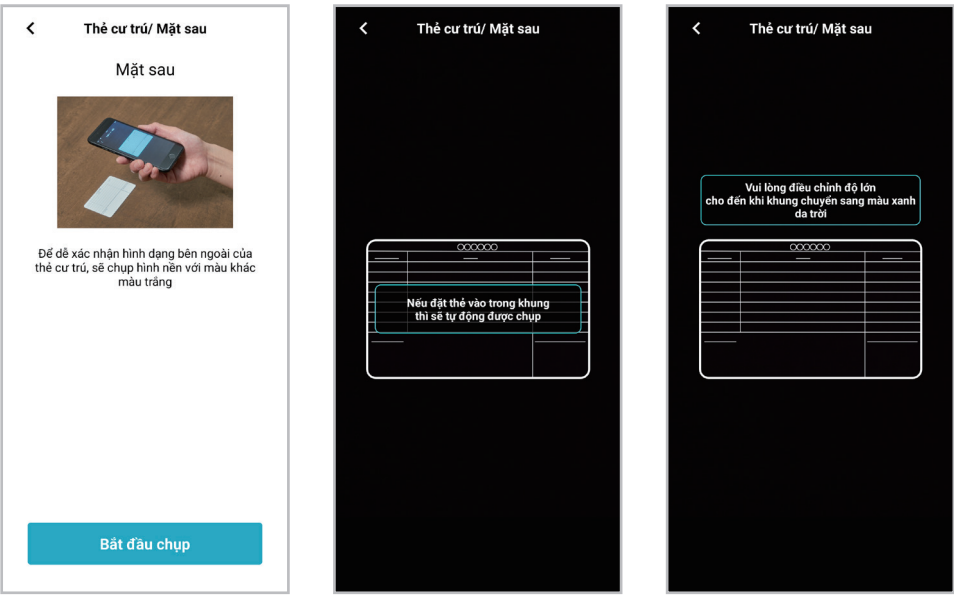 Thẻ cư trú/ Mặt sau
Mặt sau
Để dễ xác nhận hình dạng bên ngoài của
thẻ cư trú, sẽ chụp hình nền với màu khác
màu trắng
Bắt đầu chụp
Thẻ cư trú/ Mặt sau
OOOOOO
Nếu đặt thẻ vào trong khung
thì sẽ tự động được chụp
Thẻ cư trú/ Mặt sau
Vui lòng điều chỉnh độ lớn
cho đến khi khung chuyển sang màu xanh
da trời
OOOOOO